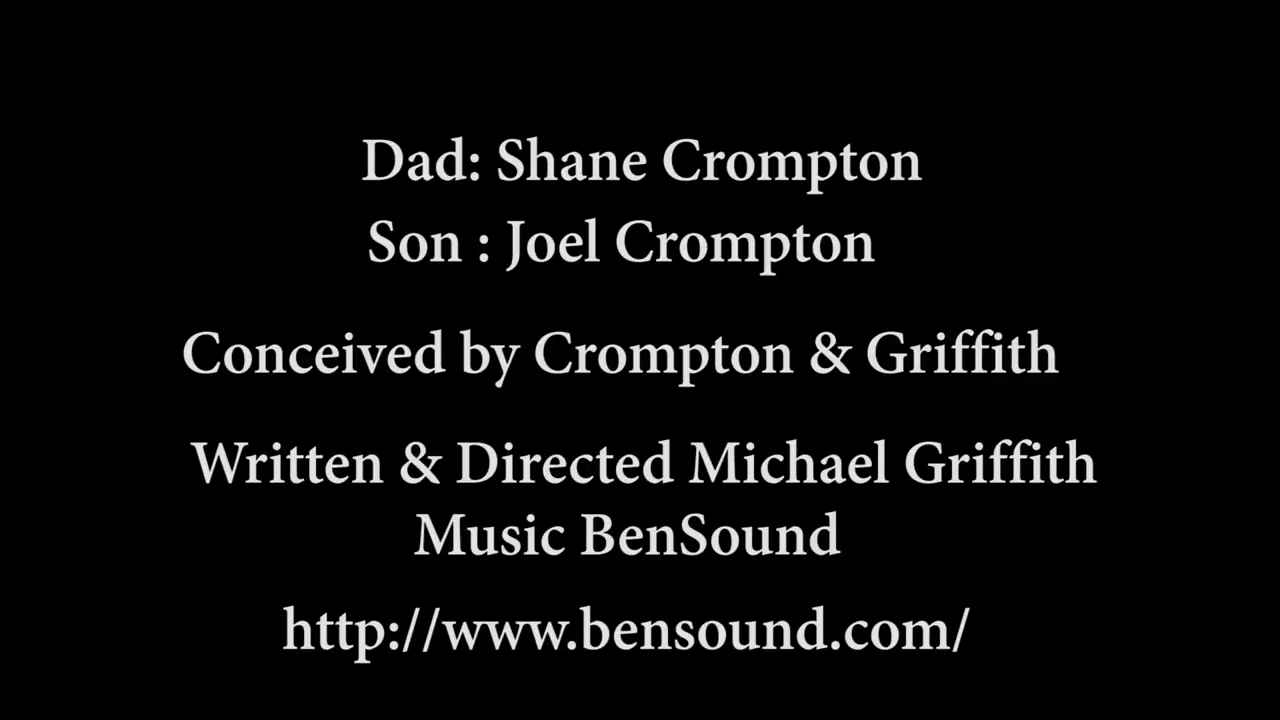 Dad: Shane Crompton
Son : Joel Crompton
Conceived by Crompton & Griffith
Written & Directed Michael Griffith
Music BenSound
http://www.bensound.com/